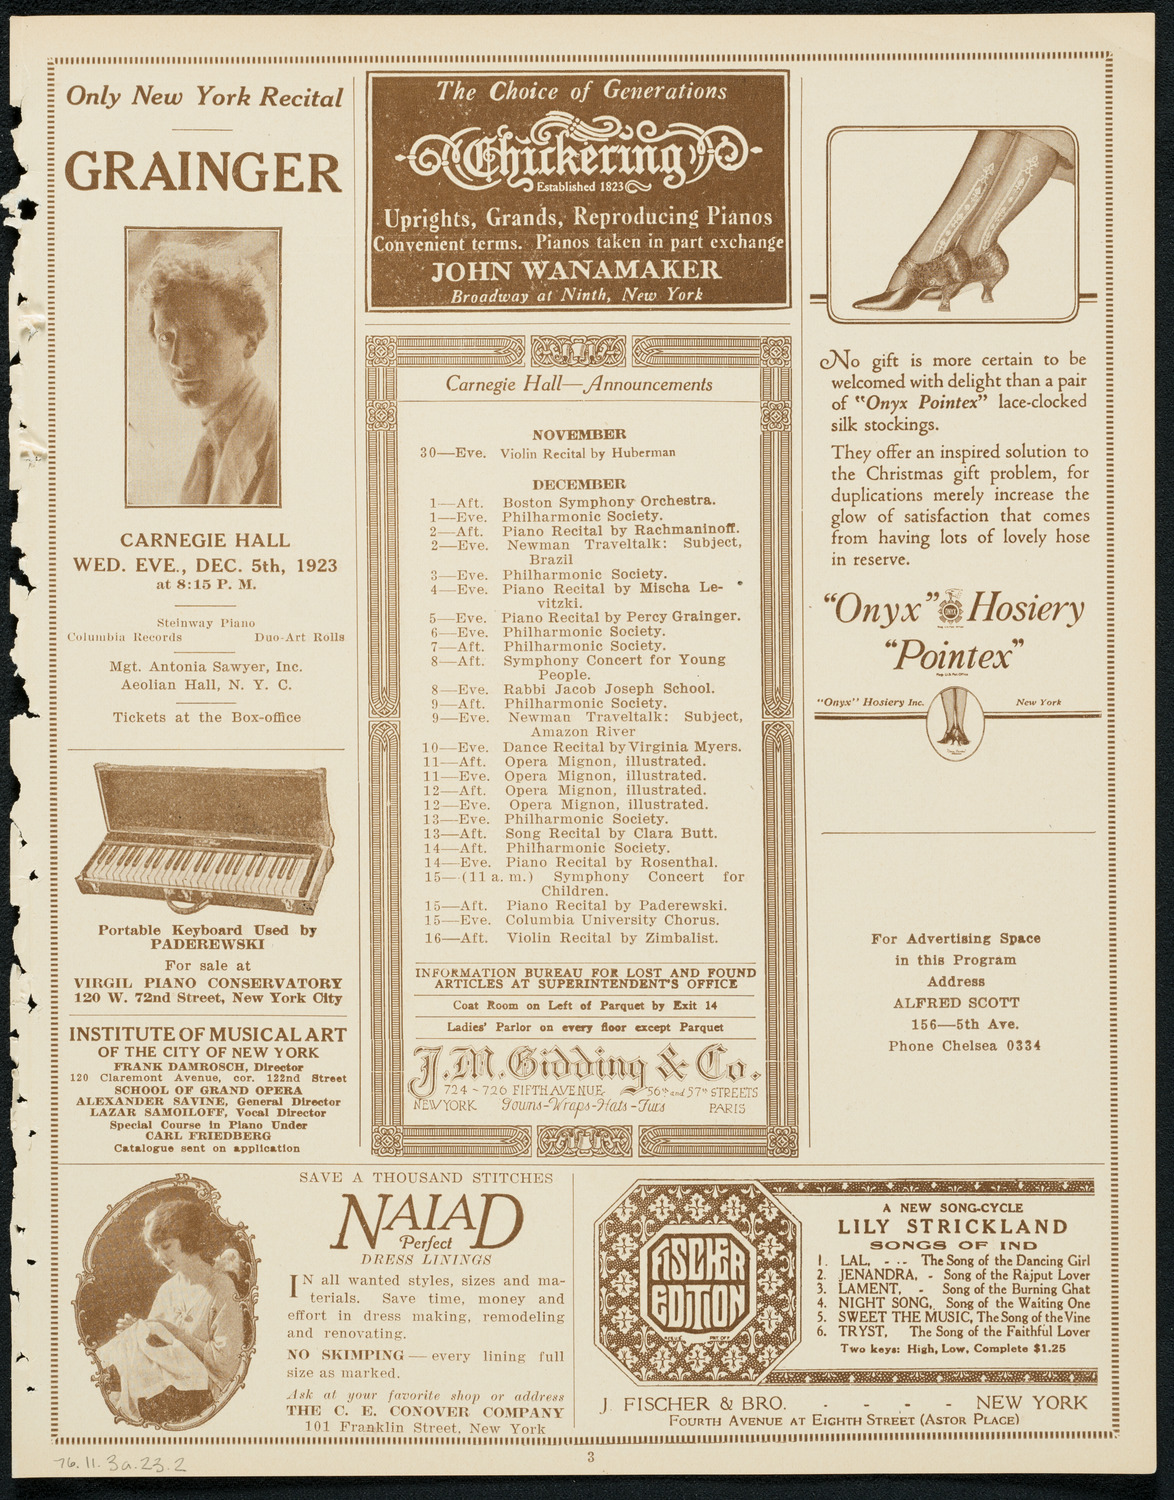 Only New York Recital
GRAINGER
CARNEGIE HALL
WED. EVE., DEC. 5th, 1923
at 8:15 P. M.
Steinway Piano
Columbia Records Duo-Art Rolls
Mgt. Antonia Sawyer, Inc.
Aeolian Hall, N. Y. C.
Tickets at the Box-office
Portable Keyboard Used by
PADEREWSKI
For sale at
VIRGIL PIANO CONSERVATORY
120 W. 72nd Street, New York City
INSTITUTE OF MUSICAL ART
OF THE CITY OF NEW YORK
FRANK DAMROSCH, Director
120 Claremont Avenue, cor. 122nd Street
SCHOOL OF GRAND OPERA
ALEXANDER SAVINE, General Director
LAZAR SAMOILOFF, Vocal Director
Special Course in Piano Under
CARL FRIEDBERG
Catalogue sent on application
The Choice of Generations
Chickering
Established 1823
Uprights, Grands, Reproducing Pianos
Convenient terms. Pianos taken in part exchange
JOHN WANAMAKER
Broadway at Ninth, New York
Carnegie Hall—Announcements
NOVEMBER
30—Eve. Violin Recital by Huberman
DECEMBER
1—Aft. Boston Symphony Orchestra.
1—Eve. Philharmonic Society.
2—Aft. Piano Recital by Rachmaninoff.
2—Eve. Newman Traveltalk: Subject,
Brazil
3—Eve. Philharmonic Society.
4—Eve. Piano Recital by Mischa Le-
vitzki.
5—Eve. Piano Recital by Percy Grainger.
6—Eve. Philharmonic Society.
7—Aft. Philharmonic Society.
8—Aft. Symphony Concert for Young
People.
8—Eve. Rabbi Jacob Joseph School.
9—Aft. Philharmonic Society.
9—Eve. Newman Traveltalk: Subject,
Amazon River
10—Eve. Dance Recital by Virginia Myers.
11—Aft. Opera Mignon, illustrated.
11—Eve. Opera Mignon, illustrated.
12—Aft. Opera Mignon, illustrated.
12—Eve. Opera Mignon, illustrated.
13—Eve. Philharmonic Society.
13—Aft. Song Recital by Clara Butt.
14—Aft. Philharmonic Society.
14—Eve. Piano Recital by Rosenthal.
15—(11 a. m.) Symphony Concert for
Children.
15—Aft. Piano Recital by Paderewski.
15—Eve. Columbia University Chorus.
16—Aft. Violin Recital by Zimbalist.
INFORMATION BUREAU FOR LOST AND FOUND
ARTICLES AT SUPERINTENDENT'S OFFICE
Coat Room on Left of Parquet by Exit 14
Ladies' Parlor on every floor except Parquet
J. M. Gidding & Co.
724-726 FIFTH AVENUE 56th and 57th STREETS
NEW YORK Gowns-Wraps-Hats-Furs PARIS
No gift is more certain to be
welcomed with delight than a pair
of "Onyx Pointex" lace-clocked
silk stockings.
They offer an inspired solution to
the Christmas gift problem, for
duplications merely increase the
glow of satisfaction that comes
from having lots of lovely hose
in reserve.
"Onyx" Hosiery
"Pointex"
"Onyx" Hosiery Inc. New York
For Advertising Space
in this Program
Address
ALFRED SCOTT
156—5th Ave.
Phone Chelsea 0334
SAVE A THOUSAND STITCHES
NAIAD
Perfect
DRESS LININGS
IN all wanted styles, sizes and ma-
terials. Save time, money and
effort in dress making, remodeling
and renovating.
NO SKIMPING—every lining full
size as marked.
Ask at your favorite shop or address
THE C. E. CONOVER COMPANY
101 Franklin Street, New York
FISCHER
EDITION
A NEW SONG-CYCLE
LILY STRICKLAND
SONGS OF IND
1. LAL, - - - The Song of the Dancing Girl
2. JENANDRA, - Song of the Rajput Lover
3. LAMENT, - Song of the Burning Ghat
4. NIGHT SONG, Song of the Waiting One
5. SWEET THE MUSIC, The Song of the Vine
6. TRYST, The Song of the Faithful Lover
Two keys: High, Low, Complete $1.25
J. FISCHER & BRO. - - - - NEW YORK
FOURTH AVENUE AT EIGHTH STREET (ASTOR PLACE)
3
76.11.3a.23.2